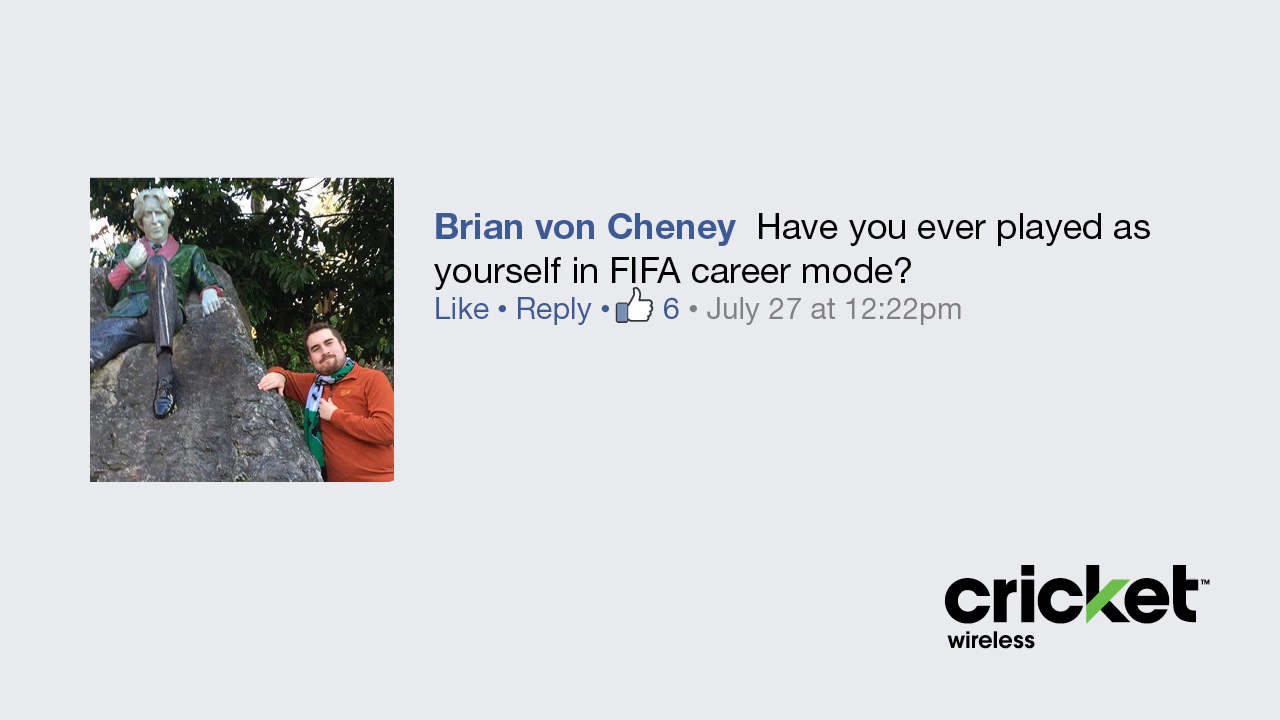 Brian von Cheney Have you ever played as
yourself in FIFA career mode?
Like • Reply • 6 • July 27 at 12:22pm
cricket™
wireless